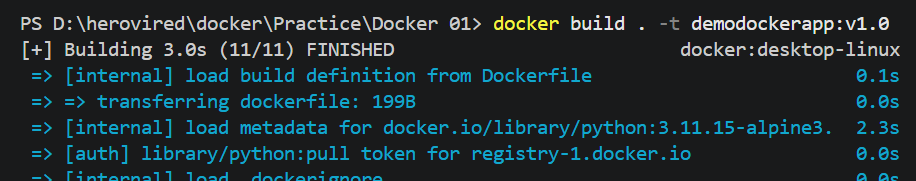 PS D:\herovired\docker\Practice\Docker 01> docker build . -t demodockerapp:v1.0
[+] Building 3.0s (11/11) FINISHED docker:desktop-linux
=> [internal] load build definition from Dockerfile 0.1s
=> => transferring dockerfile: 199B 0.0s
=> [internal] load metadata for docker.io/library/python:3.11.15-alpine3. 2.3s
=> [auth] library/python:pull token for registry-1.docker.io 0.0s
=> [internal] load .dockerignore 0.0s